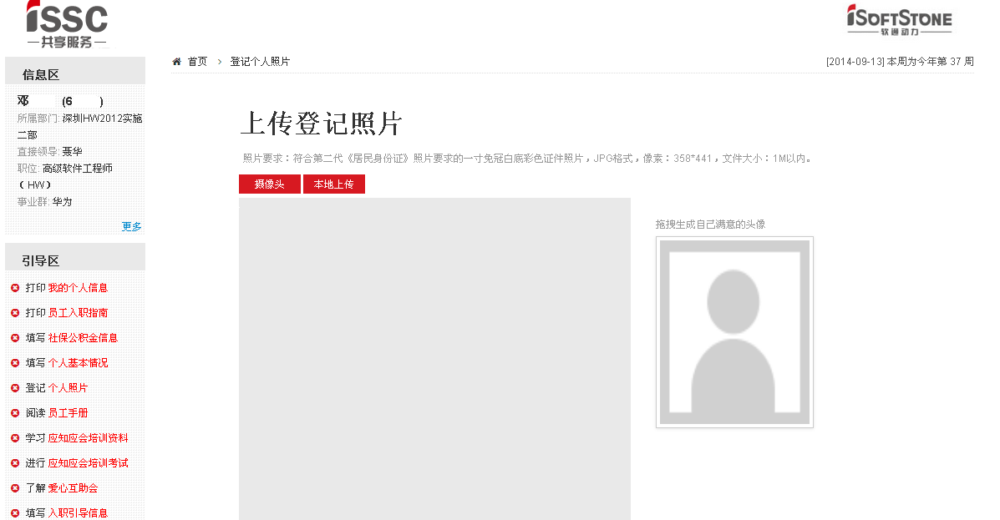 iSSC
共享服务
iSoftStone
软通动力
首页 › 登记个人照片
[2014-09-13] 本周为今年第 37 周
信息区
邓 (6 )
所属部门: 深圳HW2012实施
二部
直接领导: 聂华
职位: 高级软件工程师
（HW）
事业群: 华为
更多
引导区
打印 我的个人信息
打印 员工入职指南
填写 社保公积金信息
填写 个人基本情况
登记 个人照片
阅读 员工手册
学习 应知应会培训资料
进行 应知应会培训考试
了解 爱心互助会
填写 入职引导信息
上传登记照片
照片要求：符合第二代《居民身份证》照片要求的一寸免冠白底彩色证件照片，JPG格式，像素：358*441，文件大小：1M以内。
摄像头
本地上传
拖拽生成自己满意的头像